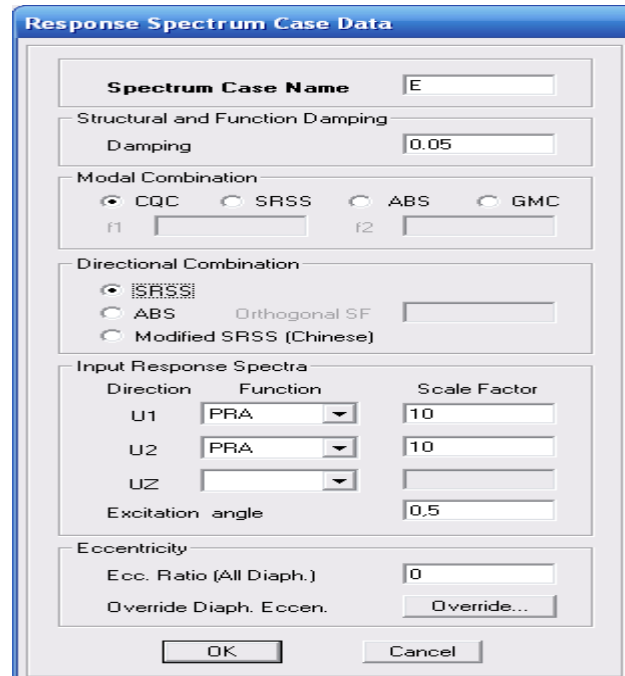 Response Spectrum Case Data
Spectrum Case Name E
Structural and Function Damping
Damping 0.05
Modal Combination
CQC SRSS ABS GMC
f1 f2
Directional Combination
SRSS
ABS Orthogonal SF
Modified SRSS (Chinese)
Input Response Spectra
Direction Function Scale Factor
U1 PRA 10
U2 PRA 10
UZ
Excitation angle 0,5
Eccentricity
Ecc. Ratio (All Diaph.) 0
Override Diaph. Eccen. Override...
OK Cancel